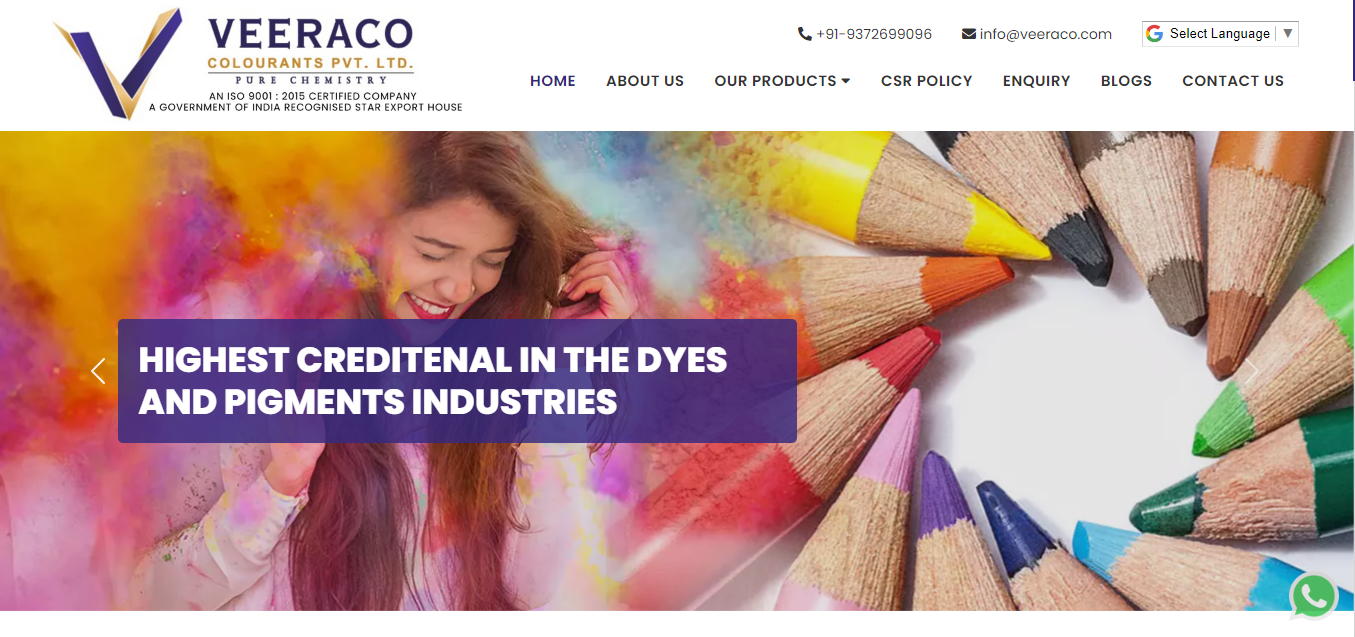 VEERACO
COLOURANTS PVT. LTD.
PURE CHEMISTRY
AN ISO 9001 : 2015 CERTIFIED COMPANY
A GOVERNMENT OF INDIA RECOGNISED STAR EXPORT HOUSE
+91-9372699096 info@veeraco.com Select Language ▼
HOME ABOUT US OUR PRODUCTS CSR POLICY ENQUIRY BLOGS CONTACT US
HIGHEST CREDITENAL IN THE DYES
AND PIGMENTS INDUSTRIES